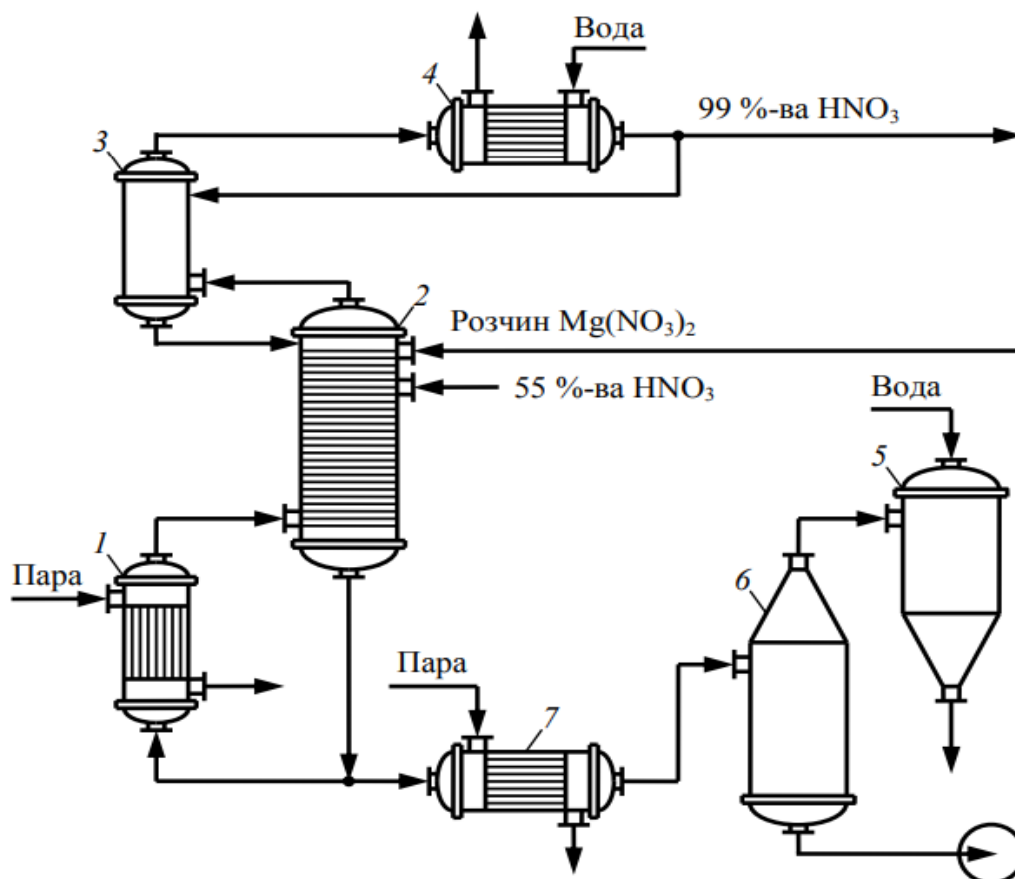 Вода
4
99 %-ва HNO₃
3
2
Розчин Mg(NO₃)₂
55 %-ва HNO₃
Вода
5
1
Пара
6
Пара
7